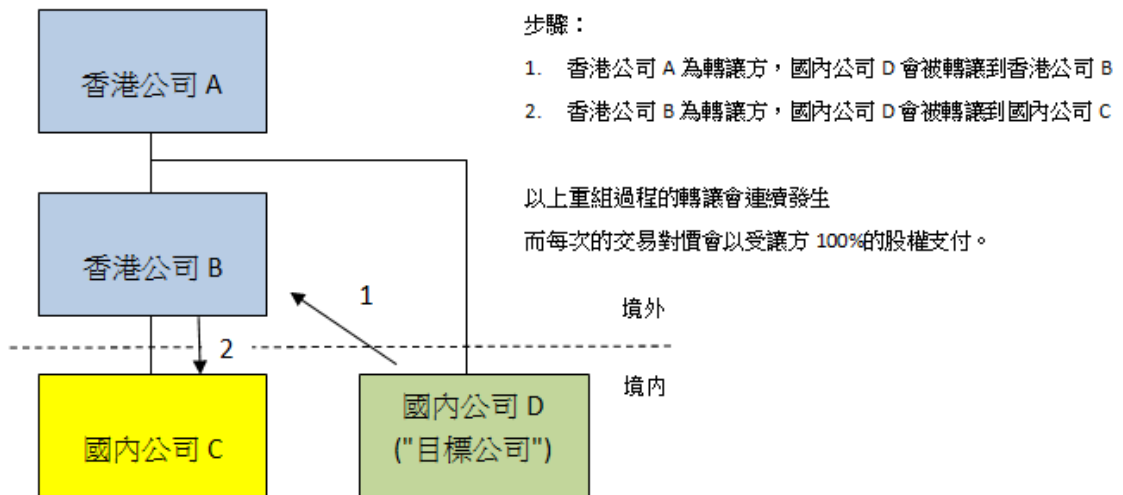 香港公司 A
香港公司 B
國內公司 C
國內公司 D
("目標公司")
1
2
境外
境內
步驟：
1. 香港公司 A 為轉讓方，國內公司 D 會被轉讓到香港公司 B
2. 香港公司 B 為轉讓方，國內公司 D 會被轉讓到國內公司 C
以上重組過程的轉讓會連續發生
而每次的交易對價會以受讓方 100%的股權支付。